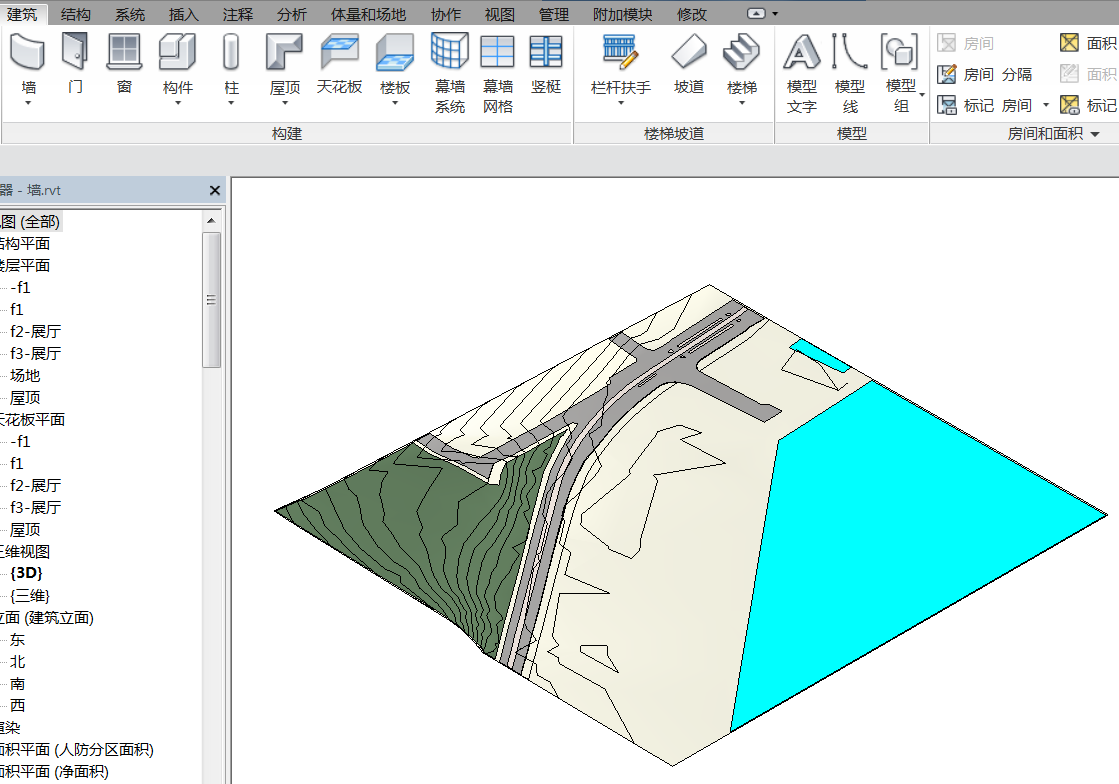 建筑 结构 系统 插入 注释 分析 体量和场地 协作 视图 管理 附加模块 修改
墙 门 窗 构件 柱 屋顶 天花板 楼板 幕墙 系统 幕墙 网格 竖梃 栏杆扶手 坡道 楼梯 模型 文字 模型 线 模型 组
房间 面积
房间 分隔 面积
标记 房间 标记
构建 楼梯坡道 模型 房间和面积
器 - 墙.rvt
视图 (全部)
结构平面
楼层平面
-f1
f1
f2-展厅
f3-展厅
场地
屋顶
天花板平面
-f1
f1
f2-展厅
f3-展厅
屋顶
三维视图
{3D}
{三维}
立面 (建筑立面)
东
北
南
西
渲染
面积平面 (人防分区面积)
面积平面 (净面积)